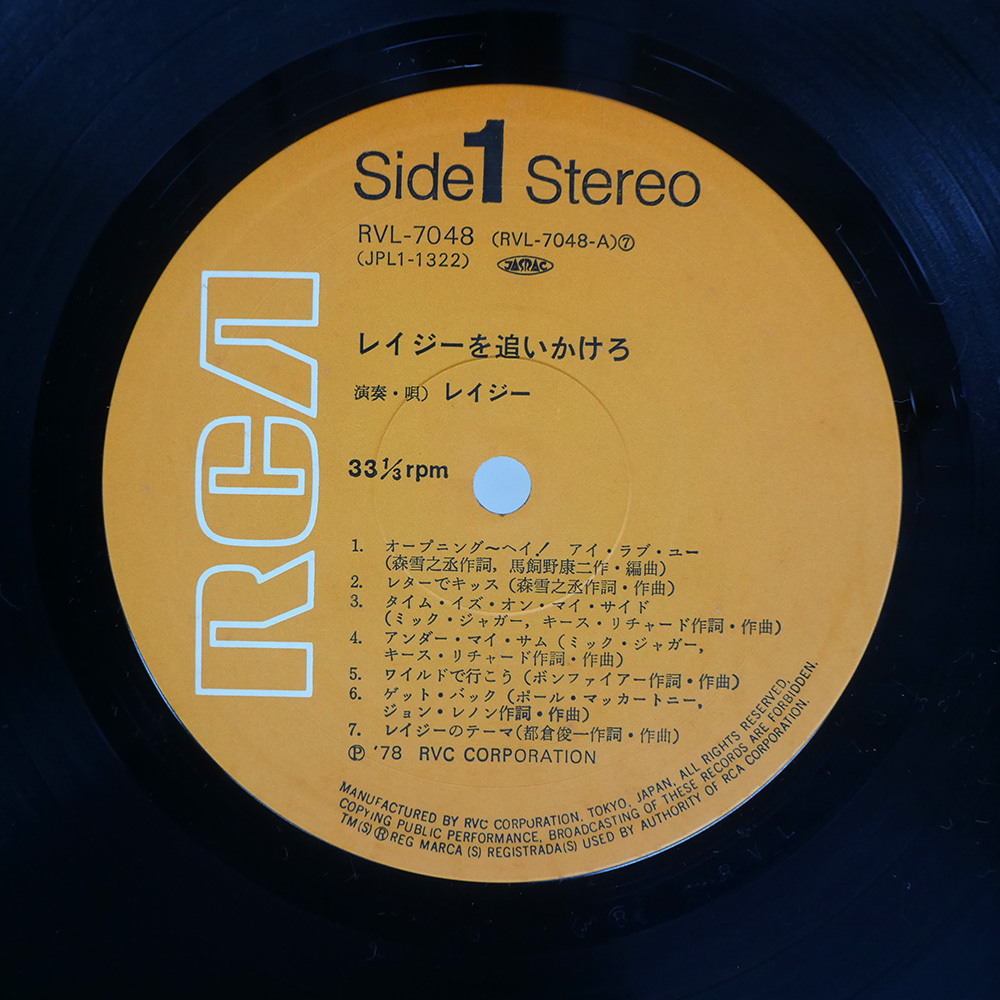 RCA
Side 1 Stereo
RVL-7048 (RVL-7048-A)⑦
(JPL1-1322) JASRAC
レイジーを追いかけろ
演奏・唄) レイジー
33 1/3 rpm
1. オープニング〜ヘイ! アイ・ラブ・ユー
(森雪之丞作詞, 馬飼野康二作・編曲)
2. レターでキッス (森雪之丞作詞・作曲)
3. タイム・イズ・オン・マイ・サイド
(ミック・ジャガー, キース・リチャード作詞・作曲)
4. アンダー・マイ・サム (ミック・ジャガー,
キース・リチャード作詞・作曲)
5. ワイルドで行こう (ボンファイアー作詞・作曲)
6. ゲット・バック (ポール・マッカートニー,
ジョン・レノン作詞・作曲)
7. レイジーのテーマ (都倉俊一作詞・作曲)
Ⓟ '78 RVC CORPORATION
MANUFACTURED BY RVC CORPORATION, TOKYO, JAPAN, ALL RIGHTS RESERVED,
COPYING PUBLIC PERFORMANCE, BROADCASTING OF THESE RECORDS ARE FORBIDDEN.
TM(S) Ⓡ REG MARCA (S) REGISTRADA(S) USED BY AUTHORITY OF RCA CORPORATION.